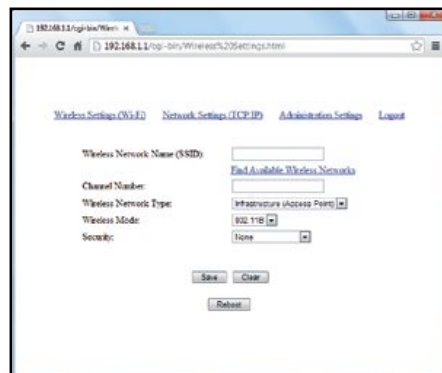 192.168.1.1/cgi-bin/Wirele
192.168.1.1/cgi-bin/Wireless%20Settings.html
Wireless Settings (Wi-Fi) Network Settings (TCP/IP) Administration Settings Logout
Wireless Network Name (SSID):
Find Available Wireless Networks
Channel Number:
Wireless Network Type: Infrastructure (Access Point)
Wireless Mode: 802.11B
Security: None
Save Clear
Reboot